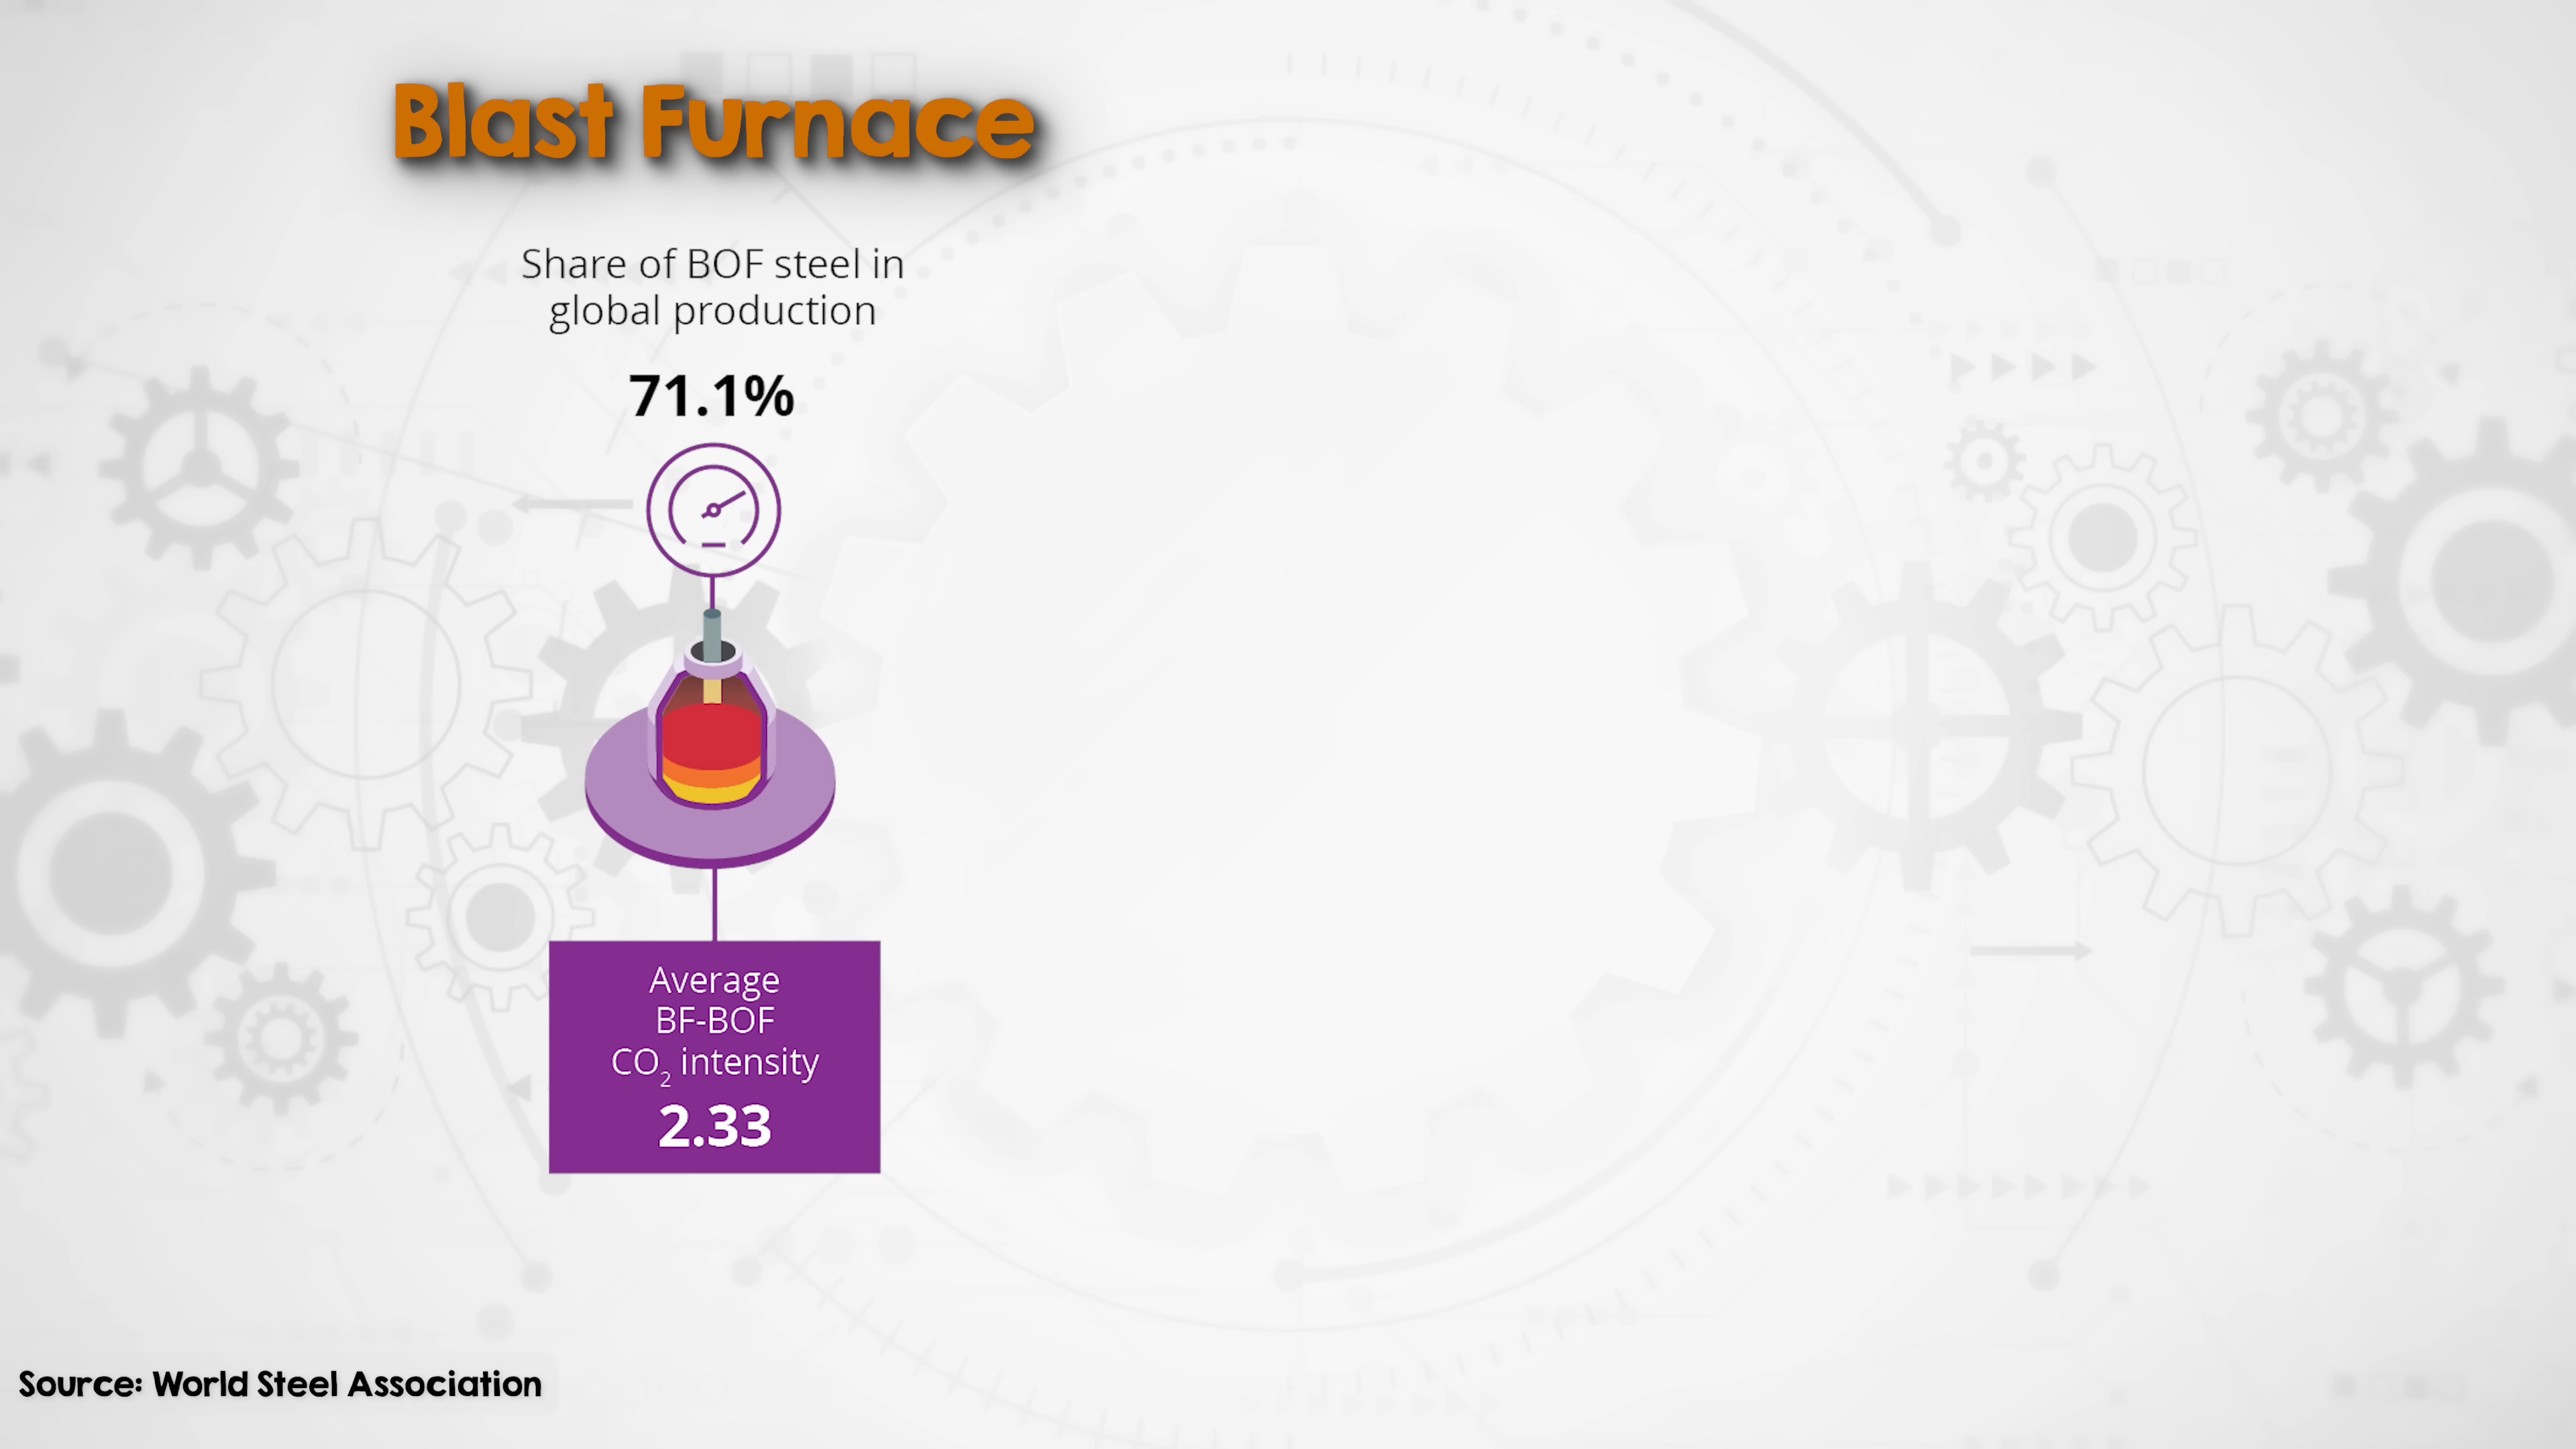 Blast Furnace
Share of BOF steel in
global production
71.1%
Average
BF-BOF
CO₂ intensity
2.33
Source: World Steel Association